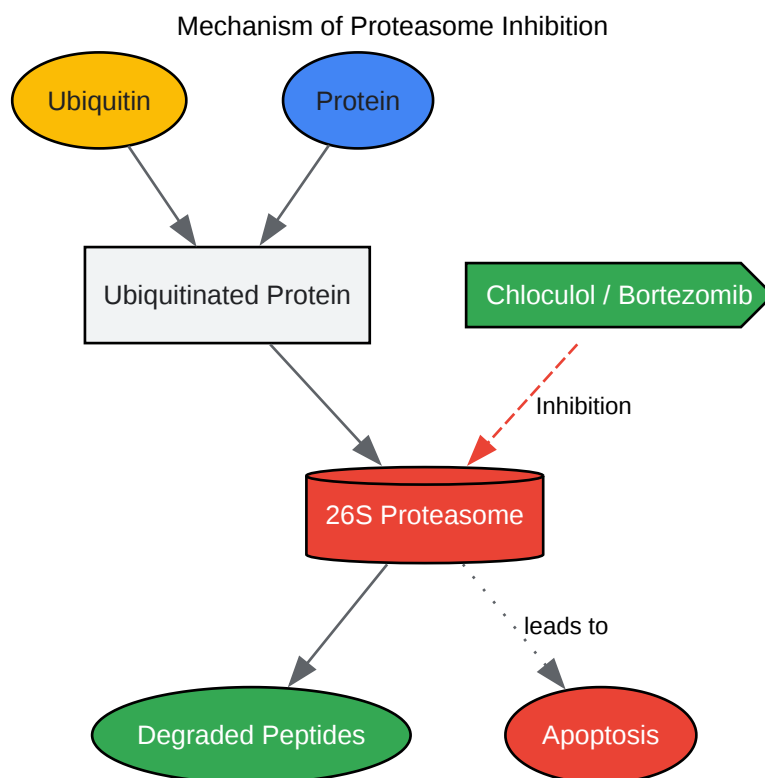 Mechanism of Proteasome Inhibition
Ubiquitin
Protein
Ubiquitinated Protein
Chloculol / Bortezomib
Inhibition
26S Proteasome
leads to
Degraded Peptides
Apoptosis